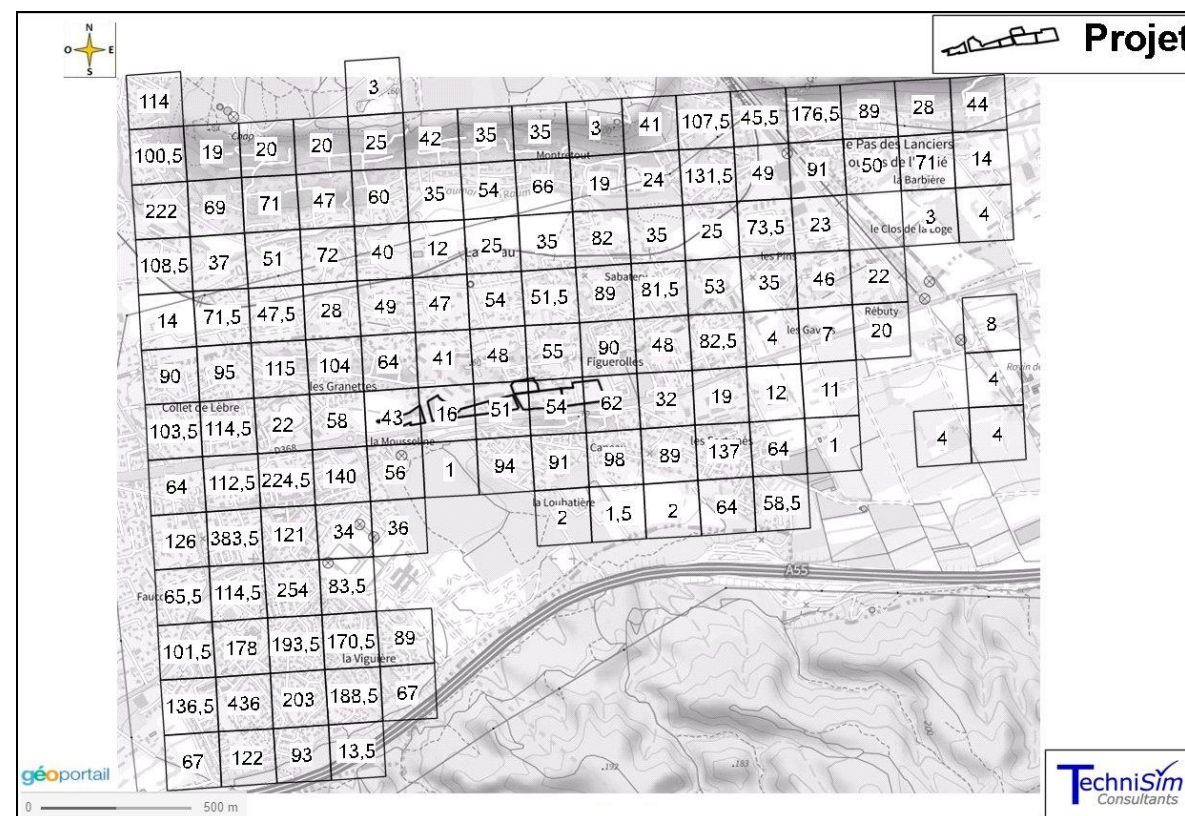 N
O E
S
Projet
114 3
100,5 19 20 20 25 42 35 35 3 41 107,5 45,5 176,5 89 28 44
Montrétout
le Pas des Lanciers
222 69 71 47 60 35 54 66 19 24 131,5 49 91 50 71 14
la Barbière
108,5 37 51 72 40 12 25 35 82 35 25 73,5 23 3 4
le Clos de la Loge
les Pins
14 71,5 47,5 28 49 47 54 51,5 89 81,5 53 35 46 22
Rébuty
90 95 115 104 64 41 48 55 90 48 82,5 4 7 20 8
Figuerolles
les Granettes
4
Collet de Lèbre
103,5 114,5 22 58 43 16 51 54 62 32 19 12 11
D368
la Moussoline
4 4
64 112,5 224,5 140 56 1 94 91 98 89 137 64 1
la Loubatière
126 383,5 121 34 36 2 1,5 2 64 58,5
A55
65,5 114,5 254 83,5
101,5 178 193,5 170,5 89
la Viguière
136,5 436 203 188,5 67
200
67 122 93 13,5
192 183
géoportail
0 500 m
TechniSim
Consultants